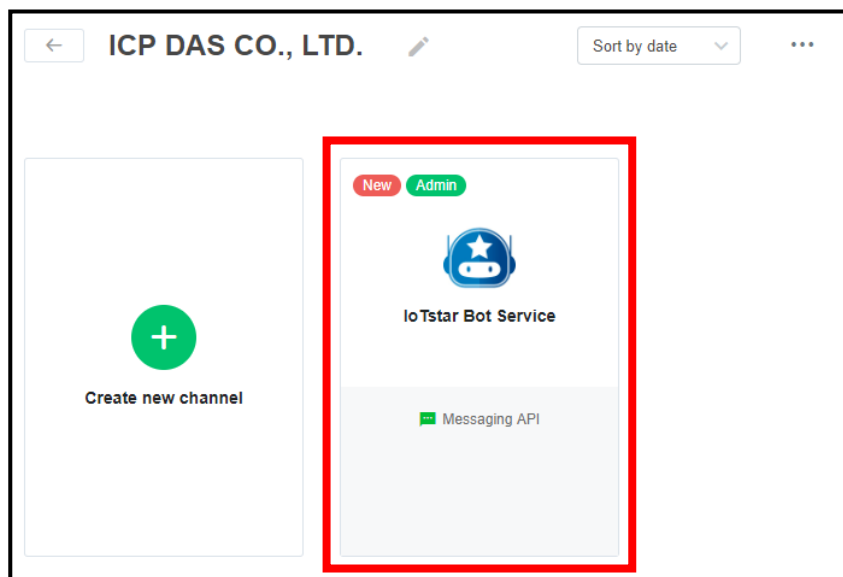 ICP DAS CO., LTD.
Sort by date
New Admin
IoTstar Bot Service
Create new channel
Messaging API